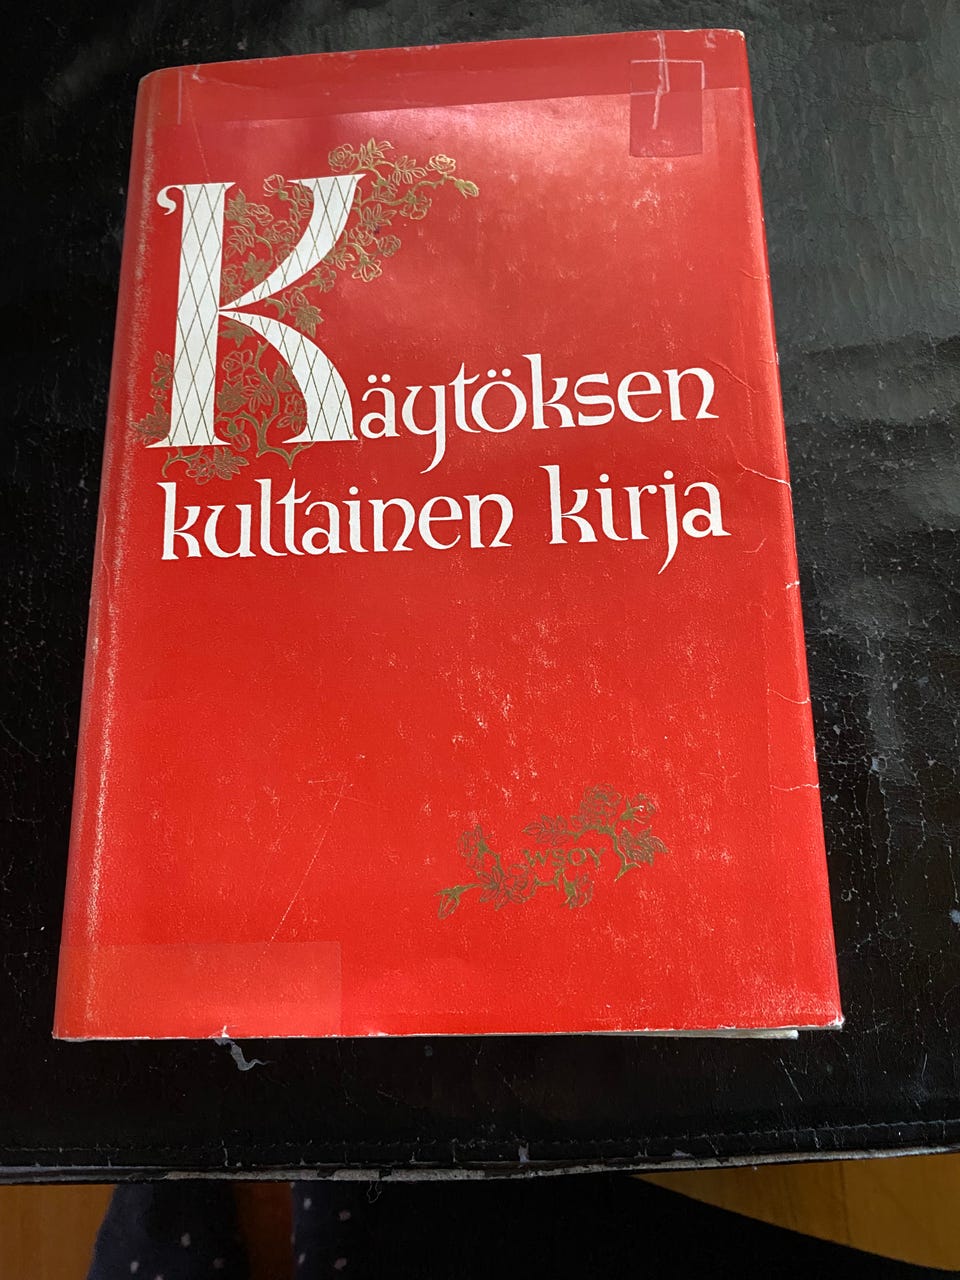 Käytöksen
kultainen kirja
WSOY